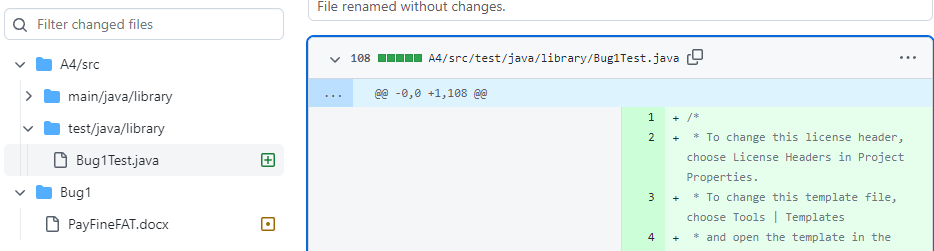 Filter changed files
A4/src
main/java/library
test/java/library
Bug1Test.java
Bug1
PayFineFAT.docx
File renamed without changes.
108 A4/src/test/java/library/Bug1Test.java ...
... @@ -0,0 +1,108 @@
1 + /*
2 + * To change this license header,
choose License Headers in Project
Properties.
3 + * To change this template file,
choose Tools | Templates
4 + * and open the template in the